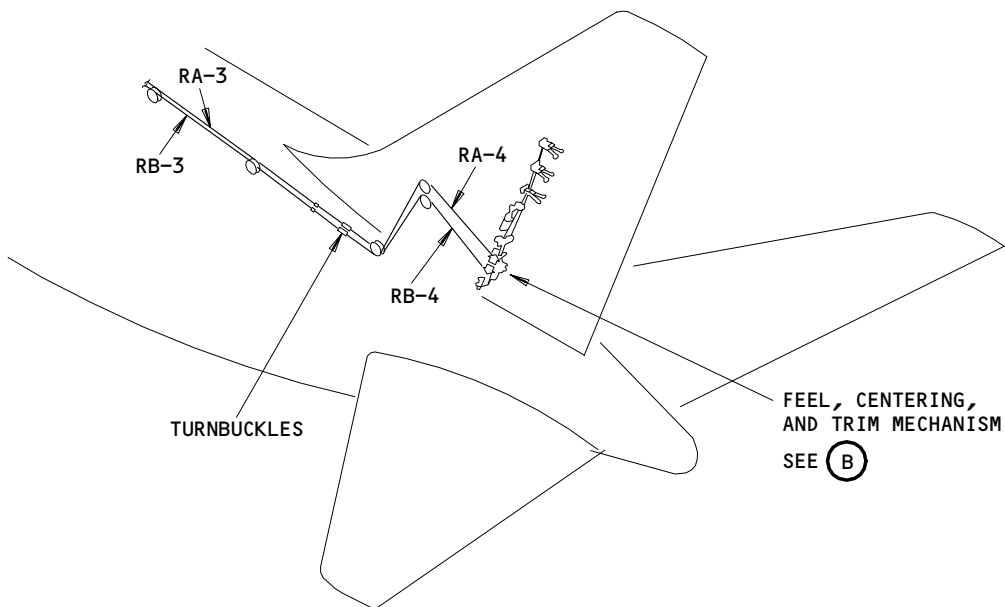 RA-3
RB-3
RA-4
RB-4
TURNBUCKLES
FEEL, CENTERING,
AND TRIM MECHANISM
SEE B